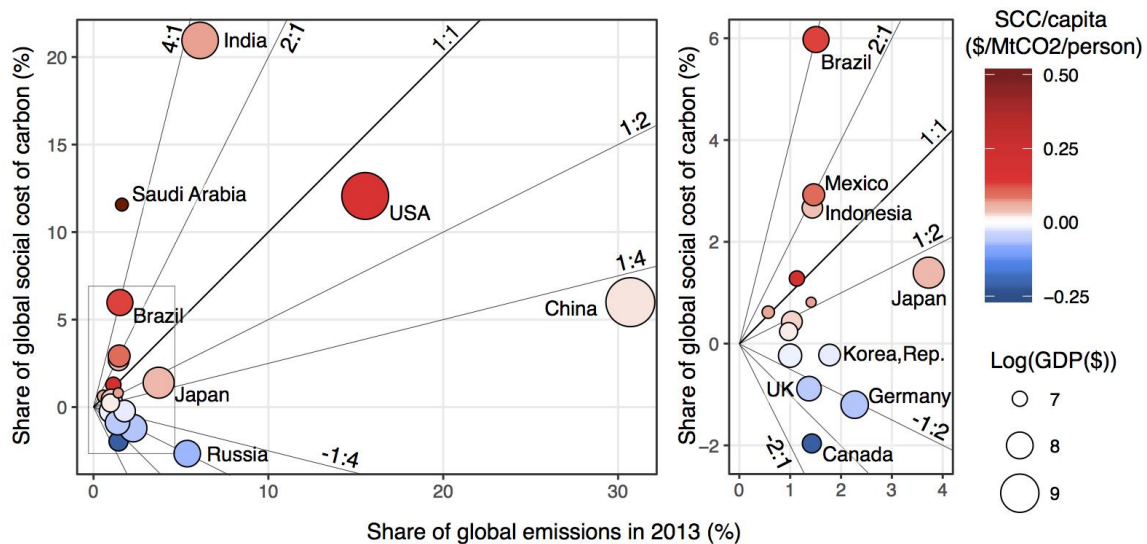 Share of global social cost of carbon (%)
20
15
10
5
0
0
10
20
30
4:1
2:1
1:1
1:2
1:4
-1:4
India
Saudi Arabia
USA
Brazil
China
Japan
Russia
Share of global social cost of carbon (%)
6
4
2
0
−2
0
1
2
3
4
2:1
1:1
1:2
-1:2
-2:1
Brazil
Mexico
Indonesia
Japan
Korea,Rep.
UK
Germany
Canada
Share of global emissions in 2013 (%)
SCC/capita
($/MtCO2/person)
0.50
0.25
0.00
−0.25
Log(GDP($))
7
8
9